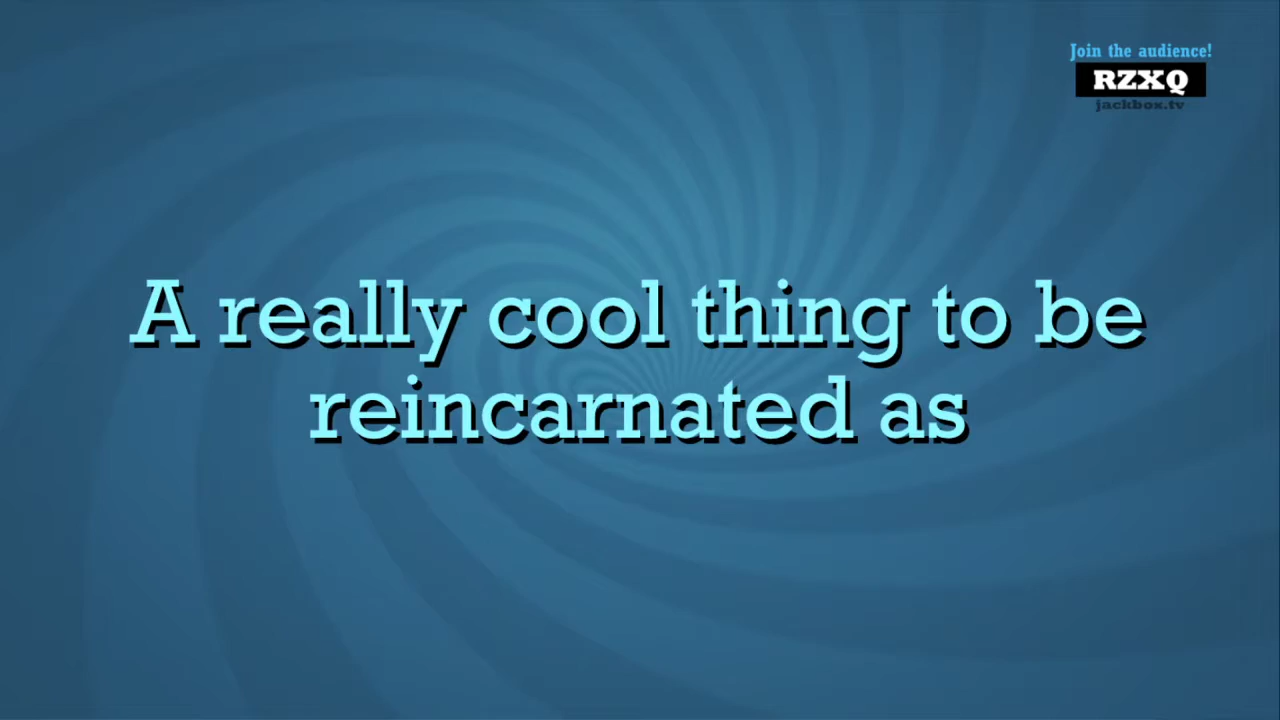 Join the audience!
RZXQ
jackbox.tv
A really cool thing to be
reincarnated as